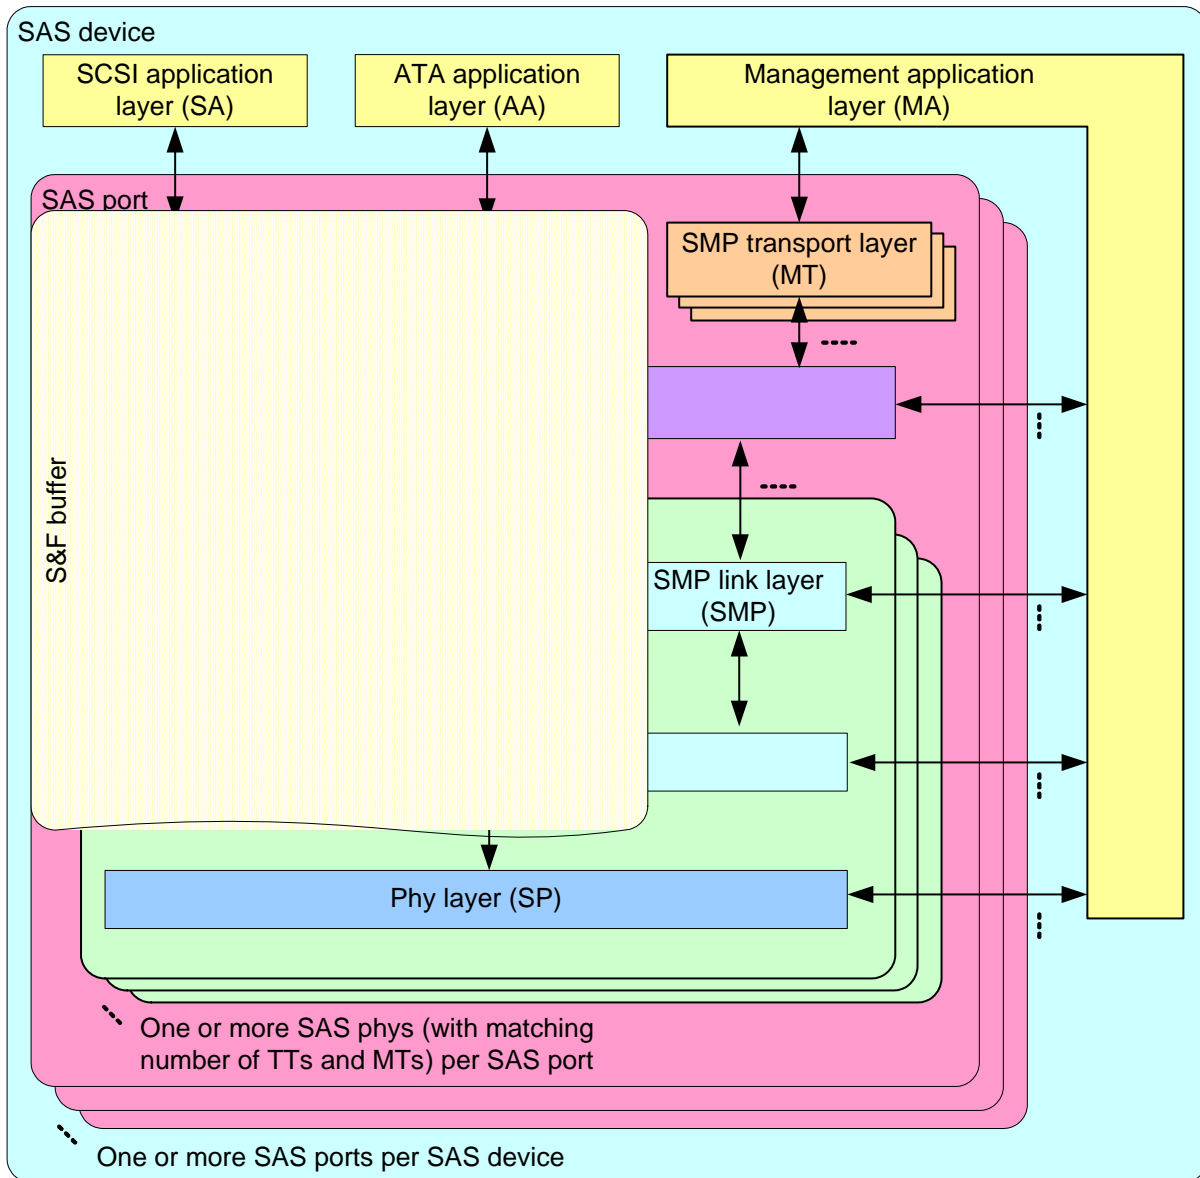 SAS device
SCSI application
layer (SA)
ATA application
layer (AA)
Management application
layer (MA)
SAS port
SMP transport layer
(MT)
S&F buffer
SMP link layer
(SMP)
Phy layer (SP)
One or more SAS phys (with matching
number of TTs and MTs) per SAS port
One or more SAS ports per SAS device